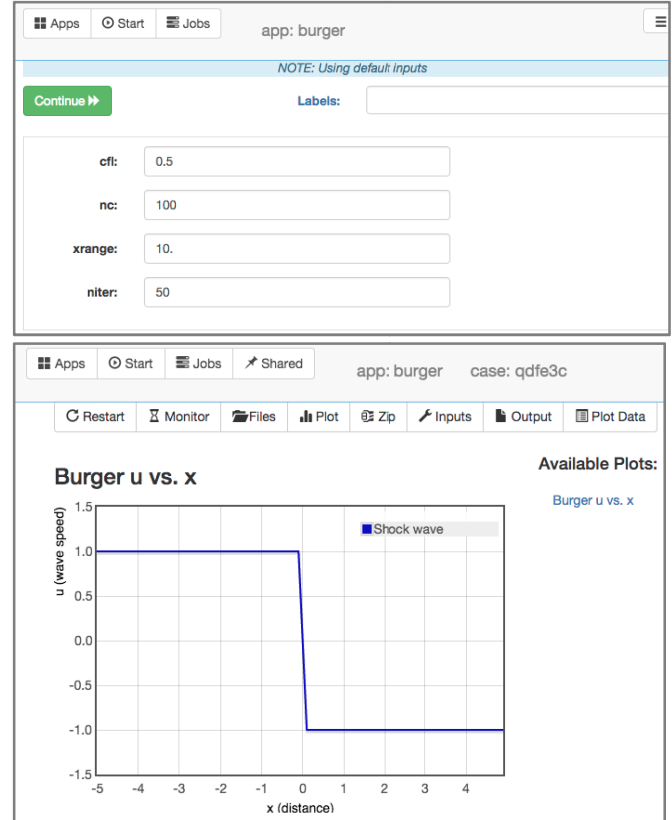 Apps Start Jobs app: burger
NOTE: Using default inputs
Continue Labels:
cfl: 0.5
nc: 100
xrange: 10.
niter: 50
Apps Start Jobs Shared app: burger case: qdfe3c
Restart Monitor Files Plot Zip Inputs Output Plot Data
Available Plots:
Burger u vs. x
Burger u vs. x
Shock wave
u (wave speed)
1.5
1.0
0.5
0.0
-0.5
-1.0
-1.5
-5 -4 -3 -2 -1 0 1 2 3 4
x (distance)